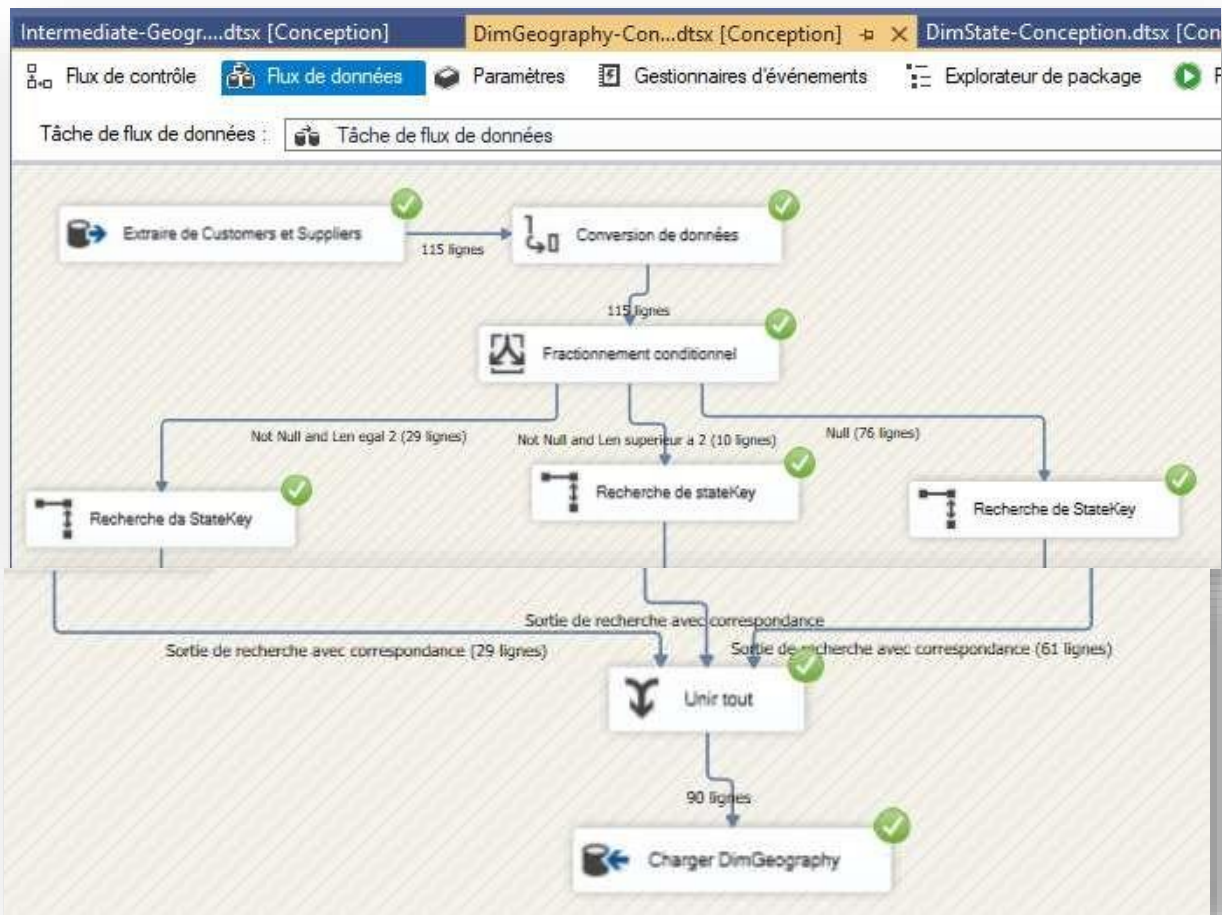 Intermediate-Geogr....dtsx [Conception]
DimGeography-Con...dtsx [Conception]
DimState-Conception.dtsx [Con
Flux de contrôle
Flux de données
Paramètres
Gestionnaires d'événements
Explorateur de package
Tâche de flux de données :
Tâche de flux de données
Extraire de Customers et Suppliers
115 lignes
Conversion de données
115 lignes
Fractionnement conditionnel
Not Null and Len egal 2 (29 lignes)
Not Null and Len superieur a 2 (10 lignes)
Null (76 lignes)
Recherche da StateKey
Recherche de stateKey
Recherche de StateKey
Sortie de recherche avec correspondance
Sortie de recherche avec correspondance (29 lignes)
Sortie de recherche avec correspondance (61 lignes)
Unir tout
90 lignes
Charger DimGeography